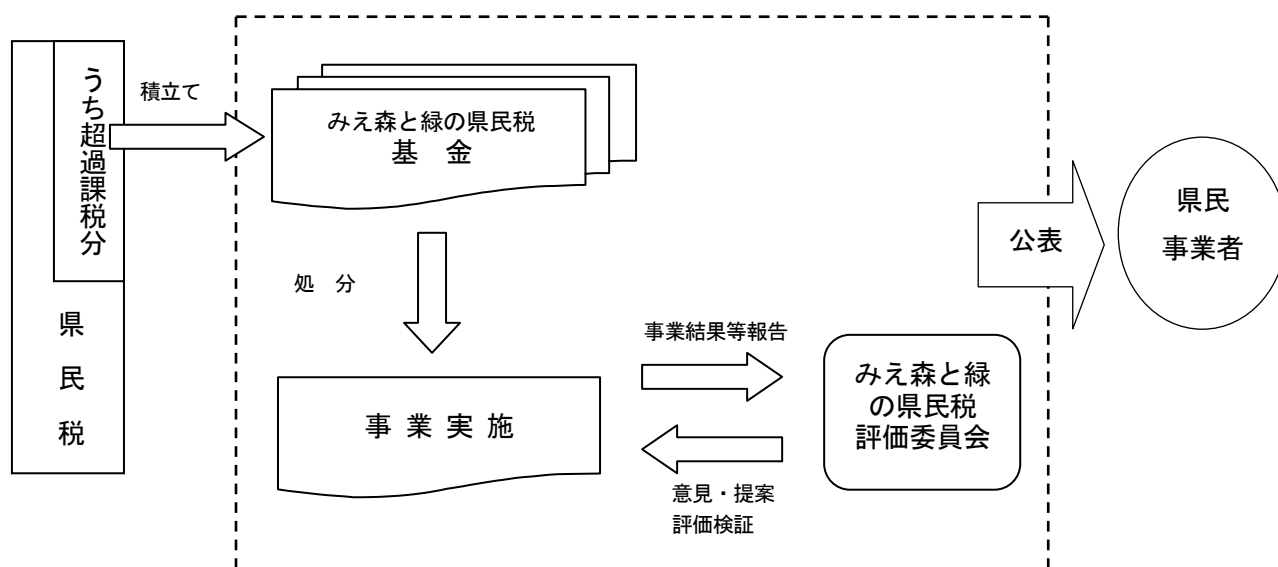 うち超過課税分
県民税
積立て
みえ森と緑の県民税
基　金
処　分
事 業 実 施
事業結果等報告
意見・提案
評価検証
みえ森と緑
の県民税
評価委員会
公表
県民
事業者